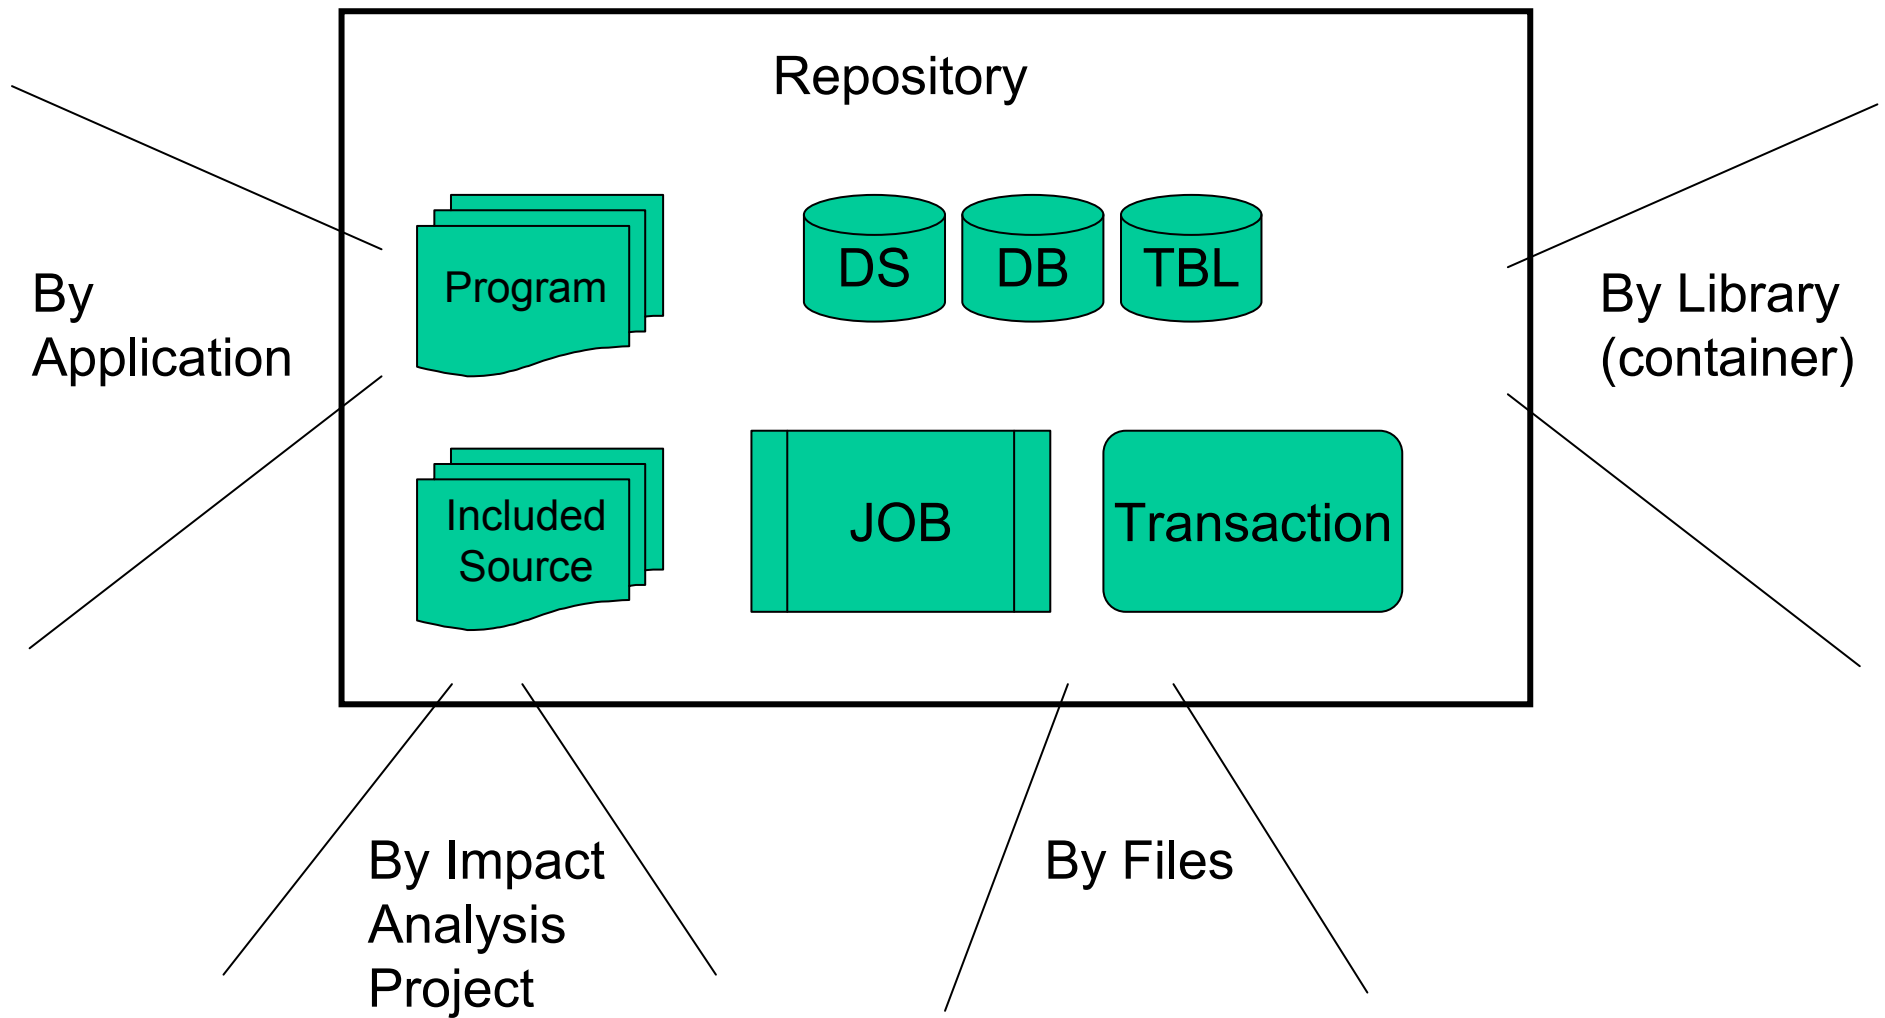 Repository
Program
DS
DB
TBL
By
Application
By Library
(container)
Included
Source
JOB
Transaction
By Impact
Analysis
Project
By Files